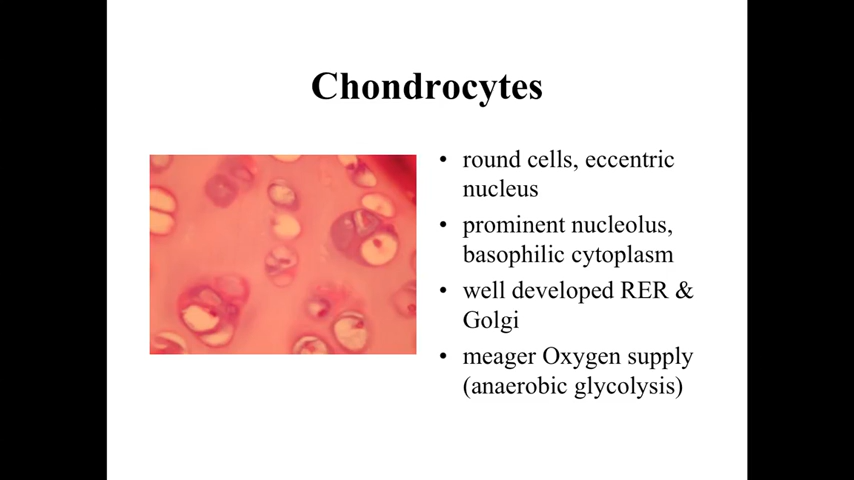 Chondrocytes
• round cells, eccentric
nucleus
• prominent nucleolus,
basophilic cytoplasm
• well developed RER &
Golgi
• meager Oxygen supply
(anaerobic glycolysis)